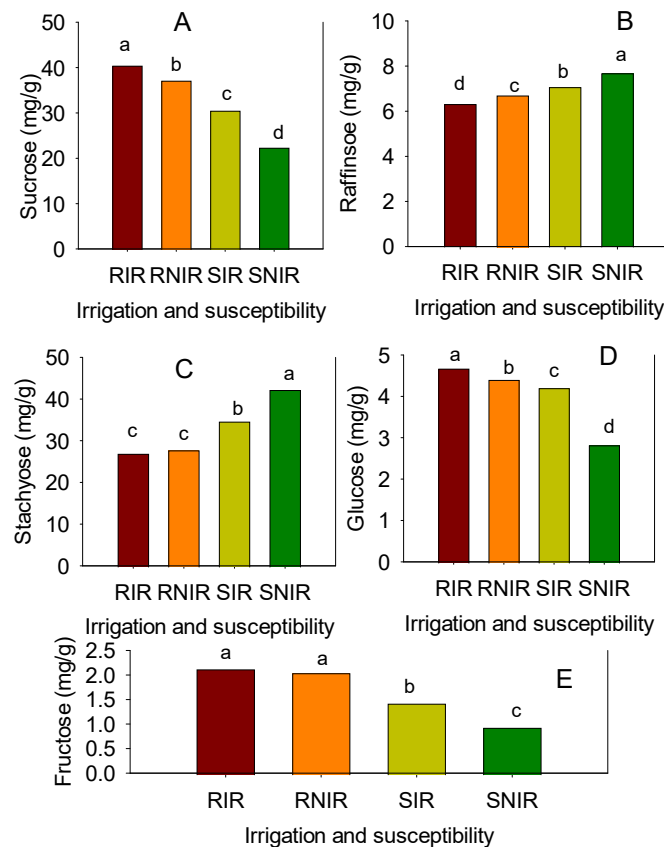 A
Sucrose (mg/g)
50
40
30
20
10
0
a
b
c
d
RIR RNIR SIR SNIR
Irrigation and susceptibility
B
Raffinsoe (mg/g)
10
8
6
4
2
0
d
c
b
a
RIR RNIR SIR SNIR
Irrigation and susceptibility
C
Stachyose (mg/g)
50
40
30
20
10
0
c
c
b
a
RIR RNIR SIR SNIR
Irrigation and susceptibility
D
Glucose (mg/g)
5
4
3
2
1
0
a
b
c
d
RIR RNIR SIR SNIR
Irrigation and susceptibility
E
Fructose (mg/g)
2.5
2.0
1.5
1.0
0.5
0.0
a
a
b
c
RIR RNIR SIR SNIR
Irrigation and susceptibility